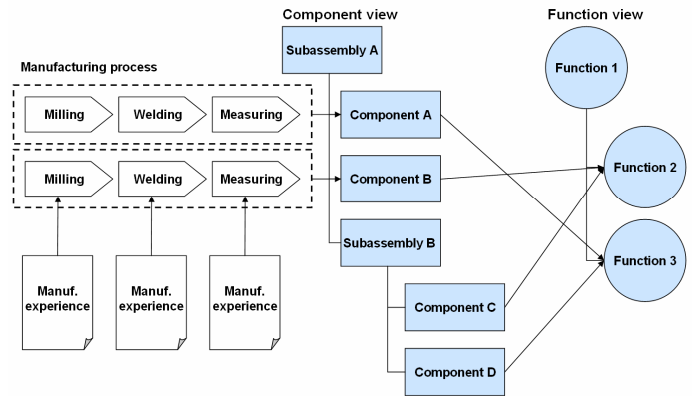 Component view
Function view
Subassembly A
Function 1
Manufacturing process
Milling
Welding
Measuring
Component A
Milling
Welding
Measuring
Component B
Function 2
Subassembly B
Function 3
Manuf.
experience
Manuf.
experience
Manuf.
experience
Component C
Component D